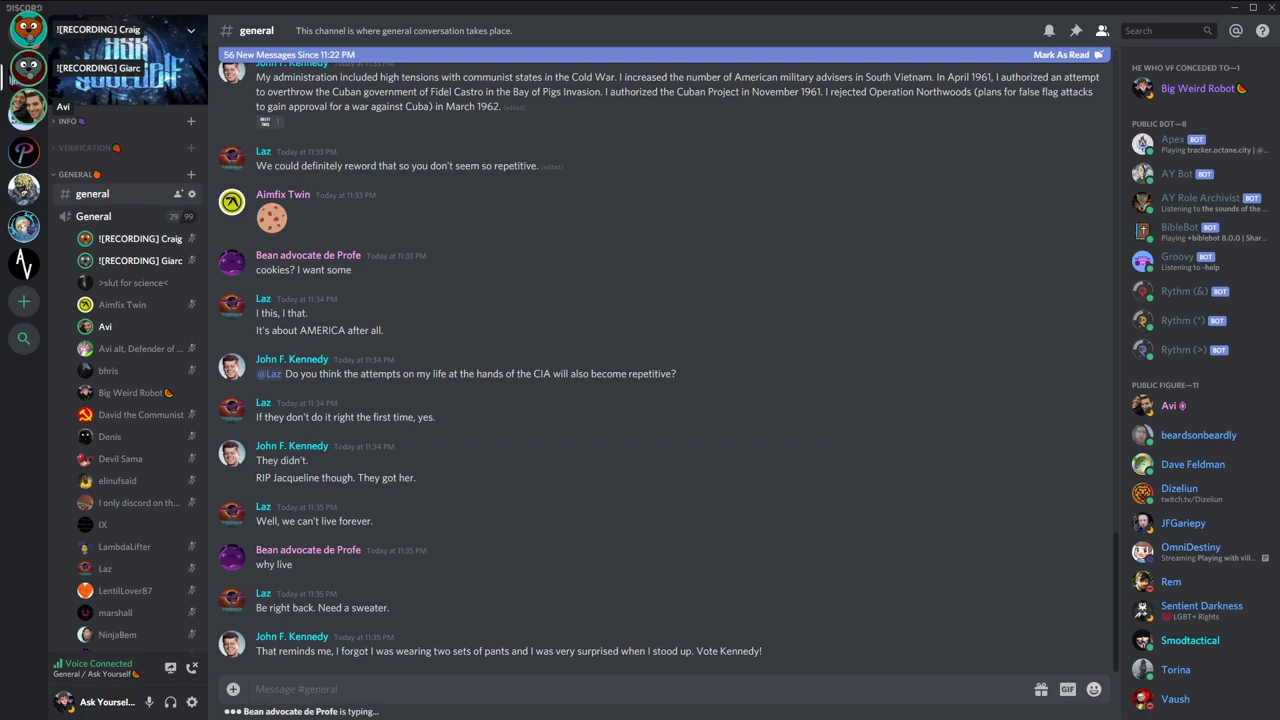 DISCORD
![RECORDING] Craig
![RECORDING] Giarc
Avi
INFO
VERIFICATION
GENERAL
general
General 29 99
![RECORDING] Craig
![RECORDING] Giarc
>slut for science<
Aimfix Twin
Avi
Avi alt, Defender of ...
bhris
Big Weird Robot
David the Communist
Denis
Devil Sama
elinufsaid
I only discord on th...
IX
LambdaLifter
Laz
LentilLover87
marshall
NinjaBem
Voice Connected
General / Ask Yourself
Ask Yoursel...
# general This channel is where general conversation takes place.
Search
56 New Messages Since 11:22 PM Mark As Read
John F. Kennedy Today at 11:33 PM
My administration included high tensions with communist states in the Cold War. I increased the number of American military advisers in South Vietnam. In April 1961, I authorized an attempt
to overthrow the Cuban government of Fidel Castro in the Bay of Pigs Invasion. I authorized the Cuban Project in November 1961. I rejected Operation Northwoods (plans for false flag attacks
to gain approval for a war against Cuba) in March 1962. (edited)
1
Laz Today at 11:33 PM
We could definitely reword that so you don't seem so repetitive. (edited)
Aimfix Twin Today at 11:33 PM
Bean advocate de Profe Today at 11:33 PM
cookies? I want some
Laz Today at 11:34 PM
I this, I that.
It's about AMERICA after all.
John F. Kennedy Today at 11:34 PM
@Laz Do you think the attempts on my life at the hands of the CIA will also become repetitive?
Laz Today at 11:34 PM
If they don't do it right the first time, yes.
John F. Kennedy Today at 11:34 PM
They didn't.
RIP Jacqueline though. They got her.
Laz Today at 11:35 PM
Well, we can't live forever.
Bean advocate de Profe Today at 11:35 PM
why live
Laz Today at 11:35 PM
Be right back. Need a sweater.
John F. Kennedy Today at 11:35 PM
That reminds me, I forgot I was wearing two sets of pants and I was very surprised when I stood up. Vote Kennedy!
Message #general
GIF
Bean advocate de Profe is typing...
HE WHO VF CONCEDED TO—1
Big Weird Robot
PUBLIC BOT—8
Apex BOT
Playing tracker.octane.city | @...
AY Bot BOT
AY Role Archivist BOT
Listening to the sounds of the ...
BibleBot BOT
Playing +biblebot 8.0.0 | Shar...
Groovy BOT
Listening to -help
Rythm (&) BOT
Rythm (*) BOT
Rythm (>) BOT
PUBLIC FIGURE—11
Avi
beardsonbeardly
Dave Feldman
Dizeliun
twitch.tv/Dizeliun
JFGariepy
OmniDestiny
Streaming Playing with vill...
Rem
Sentient Darkness
LGBT+ Rights
Smodtactical
Torina
Vaush